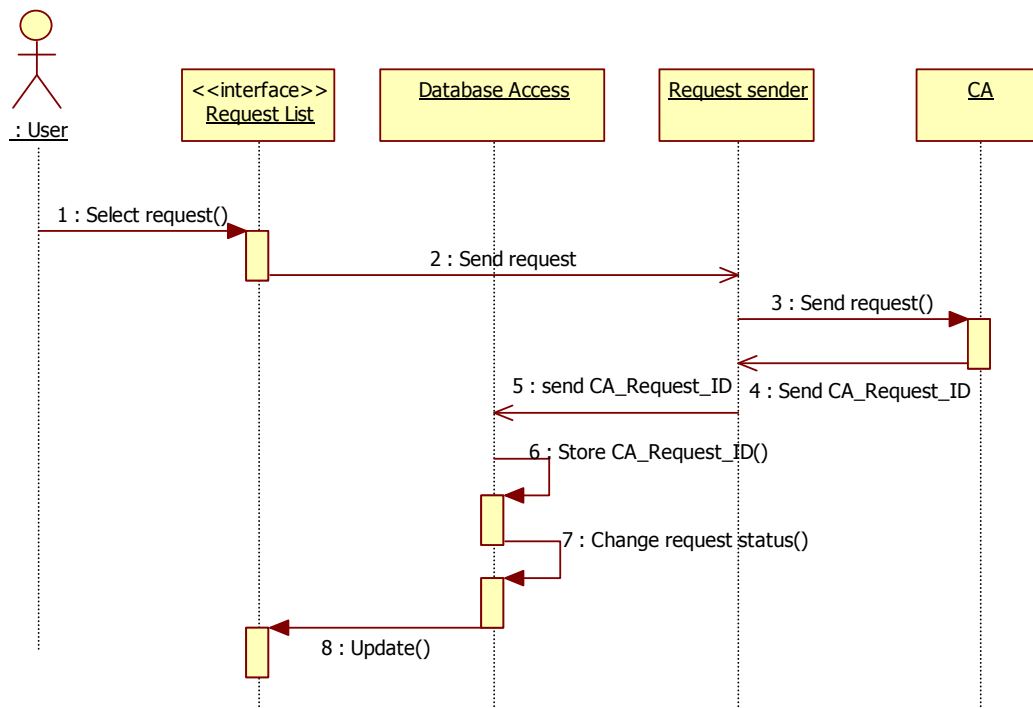 <<interface>>
Request List
Database Access
Request sender
CA
: User
1 : Select request()
2 : Send request
3 : Send request()
4 : Send CA_Request_ID
5 : send CA_Request_ID
6 : Store CA_Request_ID()
7 : Change request status()
8 : Update()